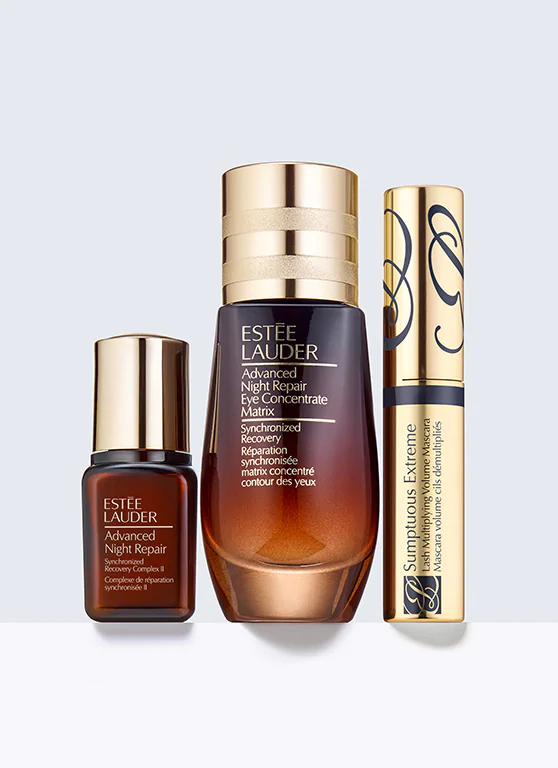 ESTĒE
LAUDER
Advanced
Night Repair
Synchronized
Recovery Complex II
Complexe de réparation
synchronisée II
ESTĒE
LAUDER
Advanced
Night Repair
Eye Concentrate
Matrix
Synchronized
Recovery
Réparation
synchronisée
matrix concentré
contour des yeux
Sumptuous Extreme
Lash Multiplying Volume Mascara
Mascara volume cils démultipliés